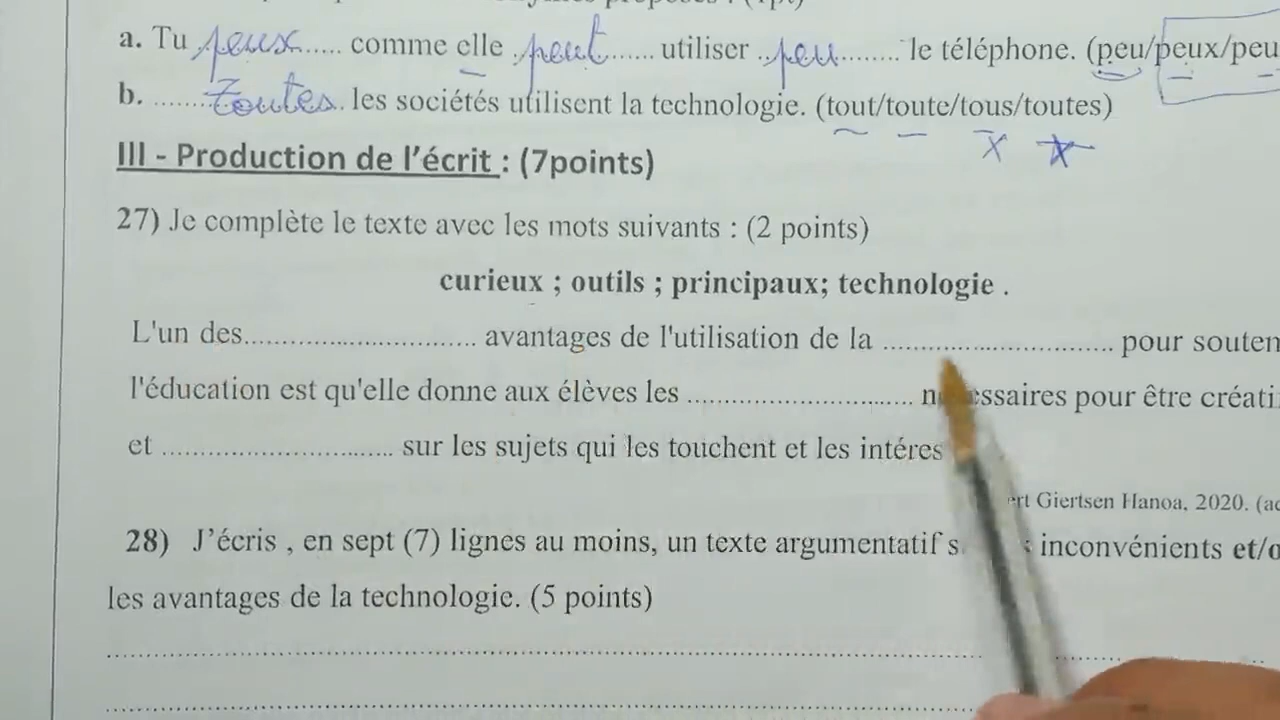 a. Tu peux...... comme elle .peut....... utiliser ..peu......... le téléphone. (peu/peux/peu
b. .......Toutes. les sociétés utilisent la technologie. (tout/toute/tous/toutes)
III - Production de l'écrit : (7points)
27) Je complète le texte avec les mots suivants : (2 points)
curieux ; outils ; principaux; technologie .
L'un des.................................. avantages de l'utilisation de la .................................. pour souten
l'éducation est qu'elle donne aux élèves les .................................. pour être créati
et .................................. sur les sujets qui les touchent et les intéres
Giertsen Hanoa, 2020.
28) J'écris , en sept (7) lignes au moins, un texte argumentatif inconvénients et/o
les avantages de la technologie. (5 points)